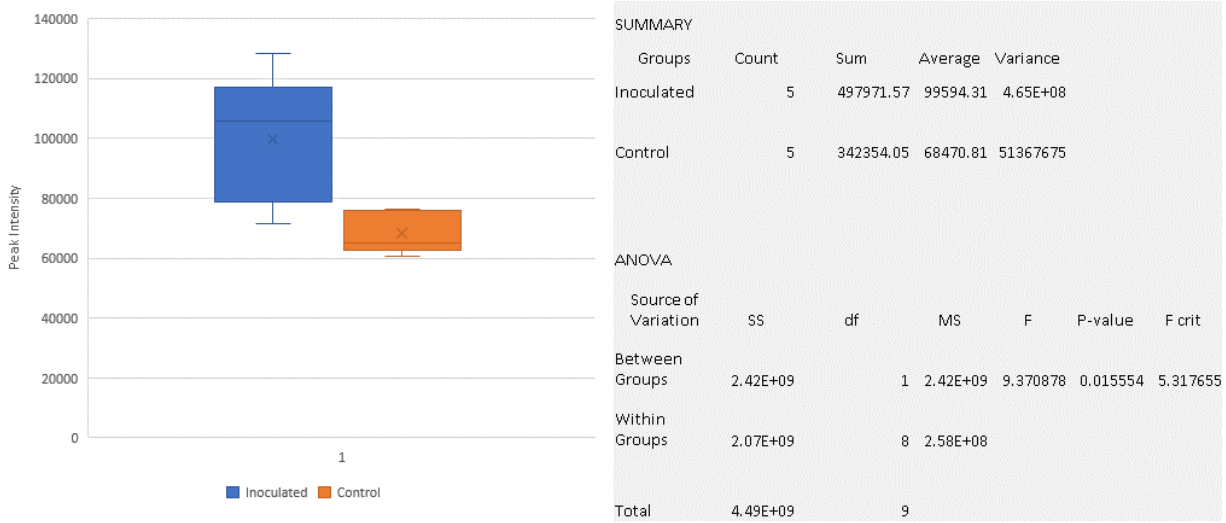 140000
120000
100000
80000
60000
40000
20000
0
Peak Intensity
1
Inoculated Control
SUMMARY
Groups Count Sum Average Variance
Inoculated 5 497971.57 99594.31 4.65E+08
Control 5 342354.05 68470.81 51367675
ANOVA
Source of
Variation SS df MS F P-value F crit
Between
Groups 2.42E+09 1 2.42E+09 9.370878 0.015554 5.317655
Within
Groups 2.07E+09 8 2.58E+08
Total 4.49E+09 9